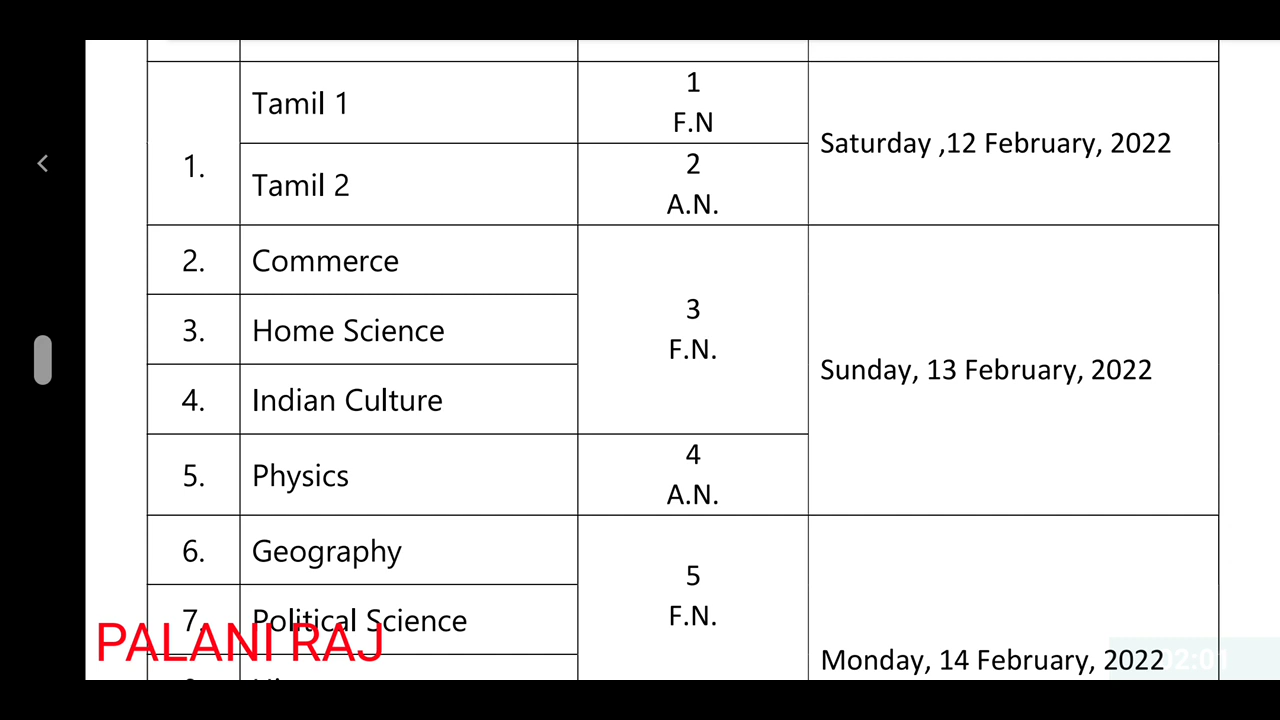 1.
Tamil 1
1
F.N
Saturday ,12 February, 2022
Tamil 2
2
A.N.
2.
Commerce
3
F.N.
Sunday, 13 February, 2022
3.
Home Science
4.
Indian Culture
5.
Physics
4
A.N.
6.
Geography
5
F.N.
Monday, 14 February, 2022
7.
Political Science
PALANI RAJ
02:01